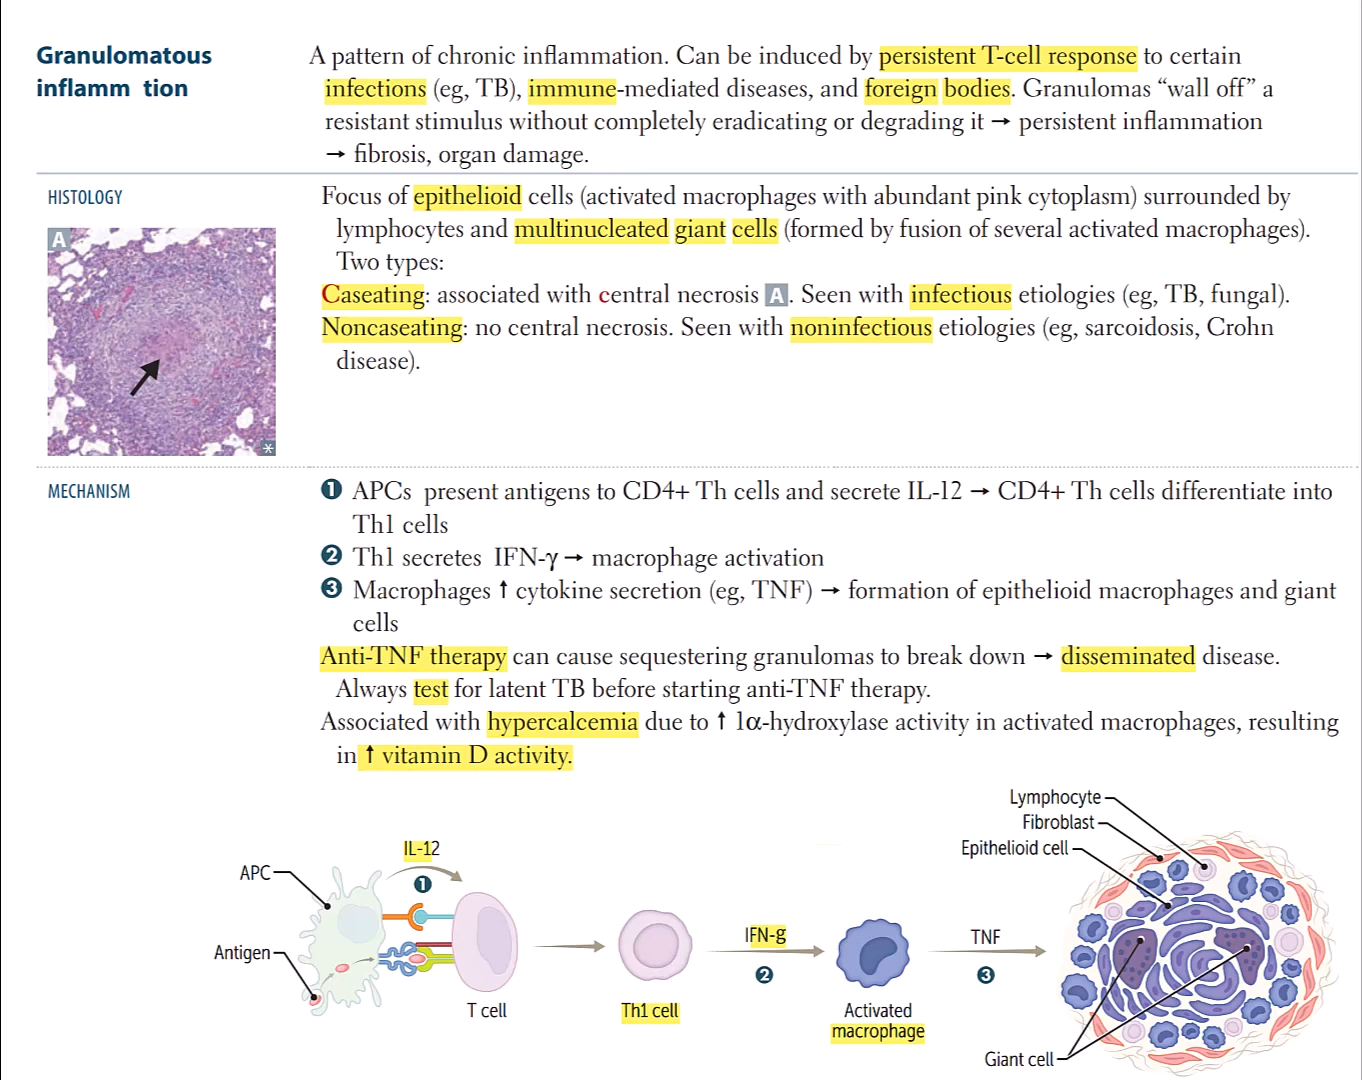 Granulomatous
inflamm tion
A pattern of chronic inflammation. Can be induced by persistent T-cell response to certain
infections (eg, TB), immune-mediated diseases, and foreign bodies. Granulomas “wall off” a
resistant stimulus without completely eradicating or degrading it → persistent inflammation
→ fibrosis, organ damage.
HISTOLOGY
A
Focus of epithelioid cells (activated macrophages with abundant pink cytoplasm) surrounded by
lymphocytes and multinucleated giant cells (formed by fusion of several activated macrophages).
Two types:
Caseating: associated with central necrosis A. Seen with infectious etiologies (eg, TB, fungal).
Noncaseating: no central necrosis. Seen with noninfectious etiologies (eg, sarcoidosis, Crohn
disease).
MECHANISM
1 APCs present antigens to CD4+ Th cells and secrete IL-12 → CD4+ Th cells differentiate into
Th1 cells
2 Th1 secretes IFN-γ → macrophage activation
3 Macrophages ↑ cytokine secretion (eg, TNF) → formation of epithelioid macrophages and giant
cells
Anti-TNF therapy can cause sequestering granulomas to break down → disseminated disease.
Always test for latent TB before starting anti-TNF therapy.
Associated with hypercalcemia due to ↑ 1α-hydroxylase activity in activated macrophages, resulting
in ↑ vitamin D activity.
Lymphocyte
Fibroblast
Epithelioid cell
IL-12
1
APC
Antigen
IFN-g
2
TNF
3
T cell
Th1 cell
Activated
macrophage
Giant cell